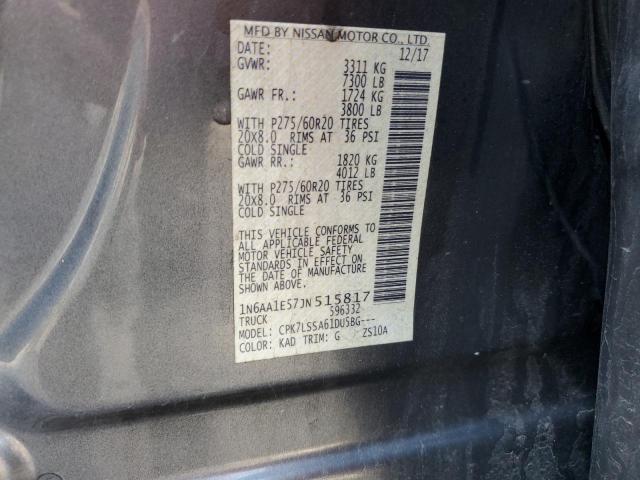 MFD BY NISSAN MOTOR CO., LTD.
DATE: 12/17
GVWR: 3311 KG
7300 LB
GAWR FR.: 1724 KG
3800 LB
WITH P275/60R20 TIRES
20X8.0 RIMS AT 36 PSI
COLD SINGLE
GAWR RR.: 1820 KG
4012 LB
WITH P275/60R20 TIRES
20X8.0 RIMS AT 36 PSI
COLD SINGLE
THIS VEHICLE CONFORMS TO
ALL APPLICABLE FEDERAL
MOTOR VEHICLE SAFETY
STANDARDS IN EFFECT ON
THE DATE OF MANUFACTURE
SHOWN ABOVE.
1N6AA1E57JN515817
TRUCK 596332
MODEL: CPK7LSSA61DU5BG---
COLOR: KAD TRIM: G ZS10A